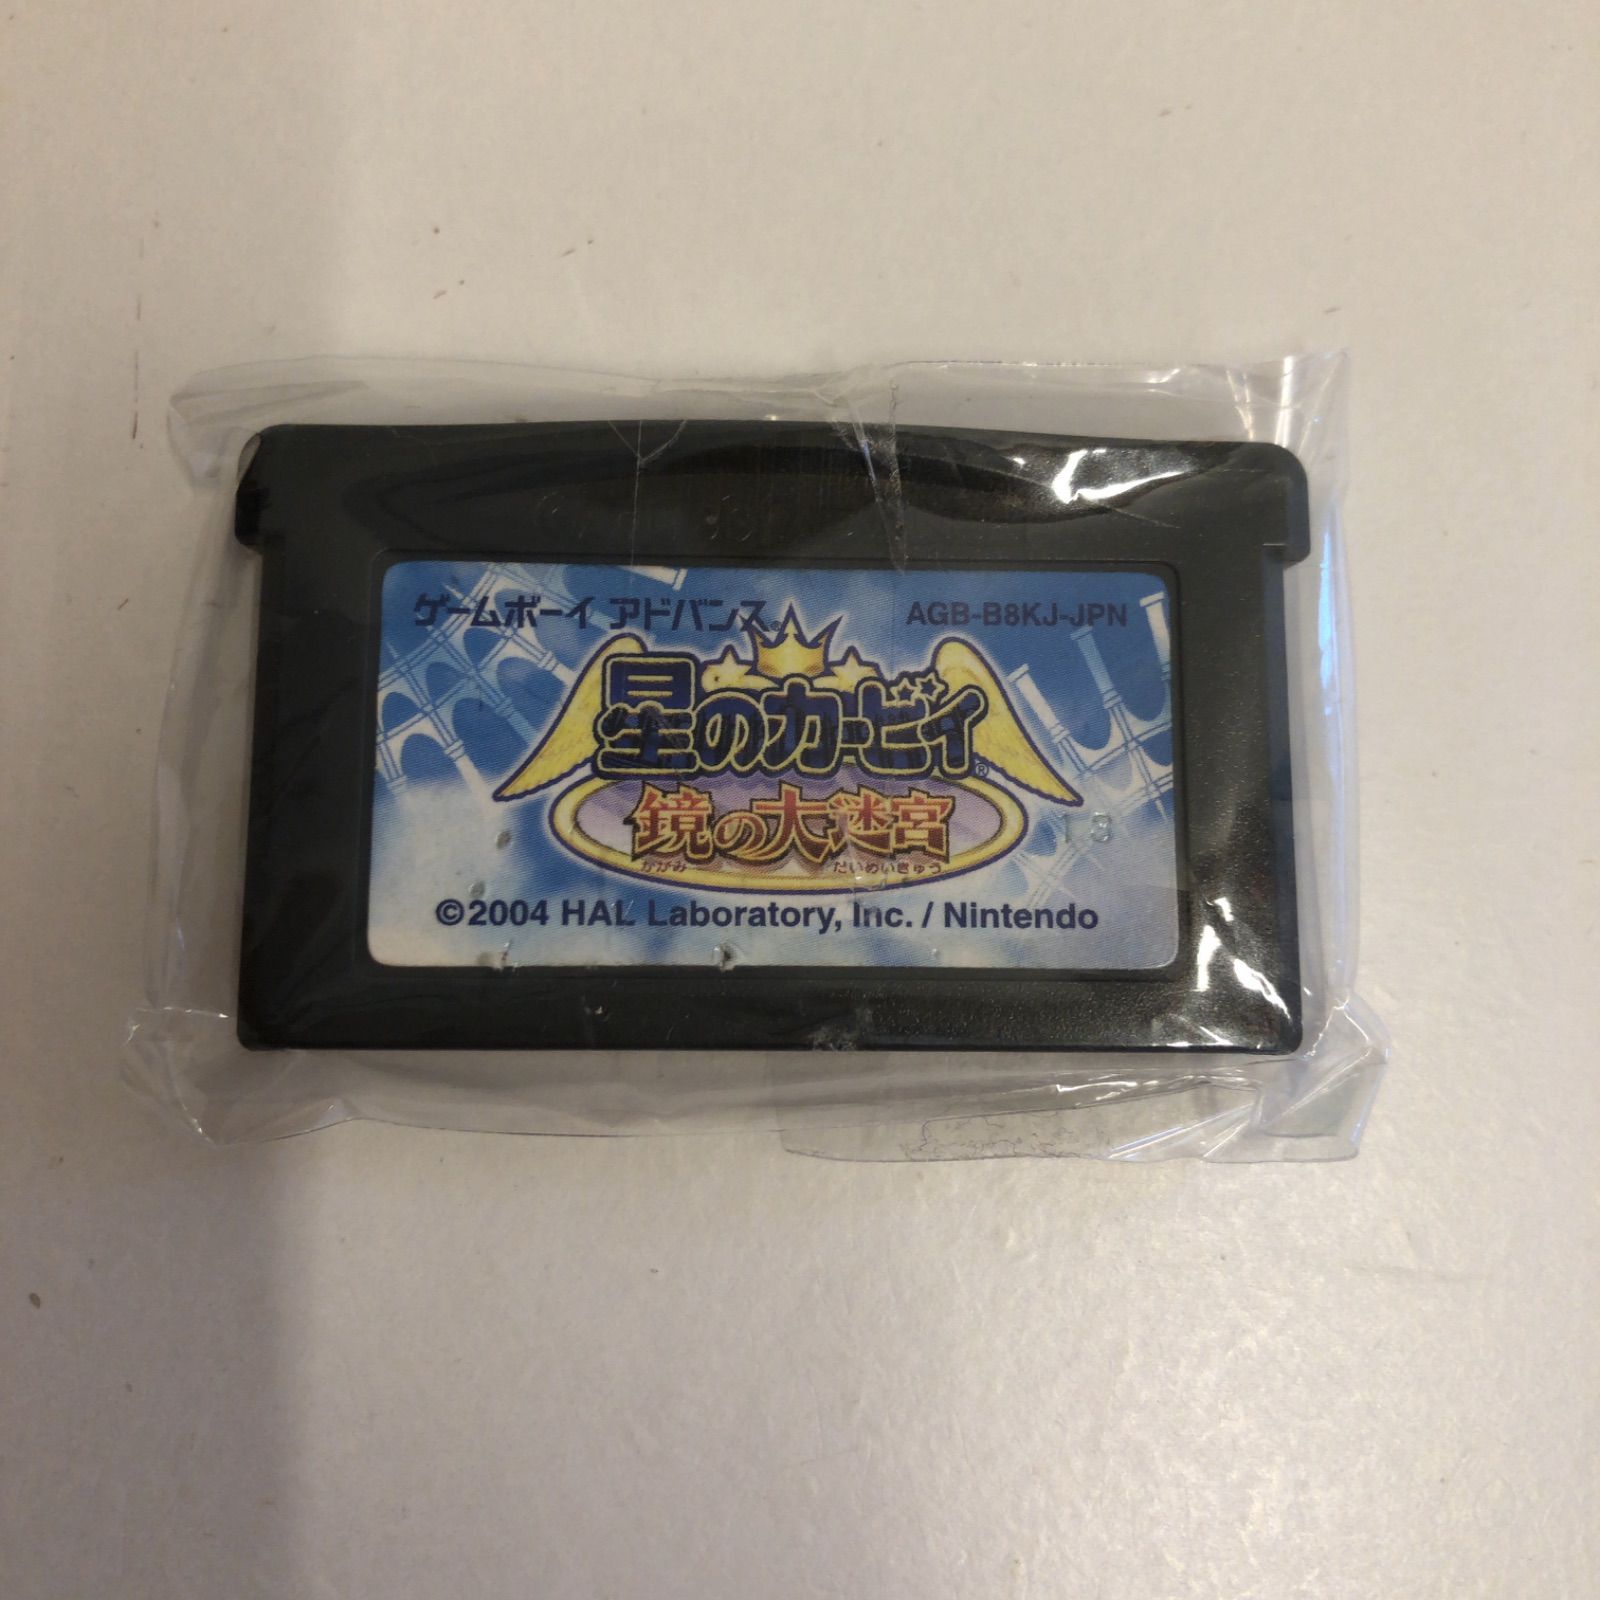 ゲームボーイ アドバンス®
AGB-B8KJ-JPN
星のカービィ®
鏡の大迷宮
かがみ だいめいきゅう
13
©2004 HAL Laboratory, Inc. / Nintendo